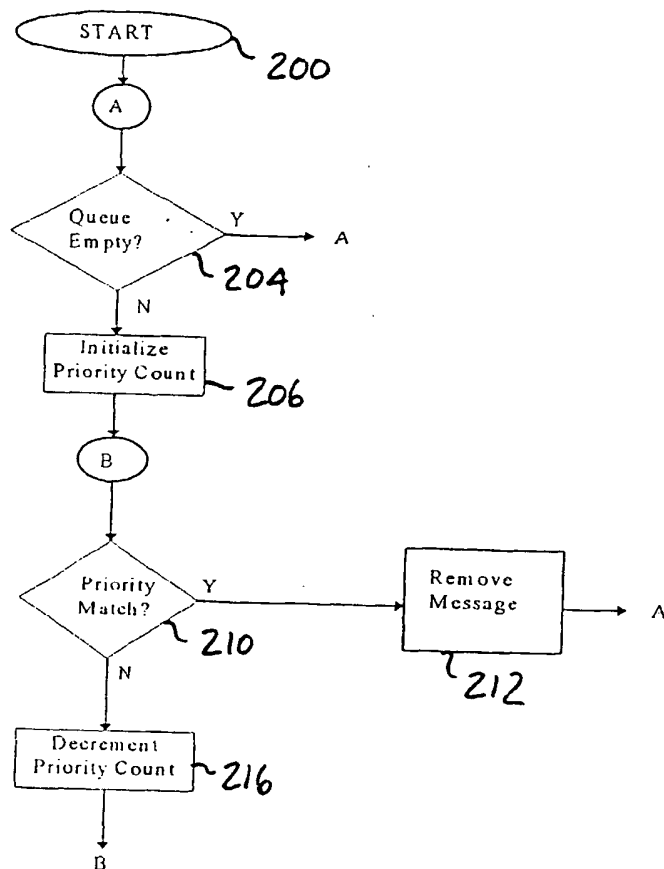 START
200
A
Queue
Empty?
Y
A
204
N
Initialize
Priority Count
206
B
Priority
Match?
Y
210
Remove
Message
A
212
N
Decrement
Priority Count
216
B